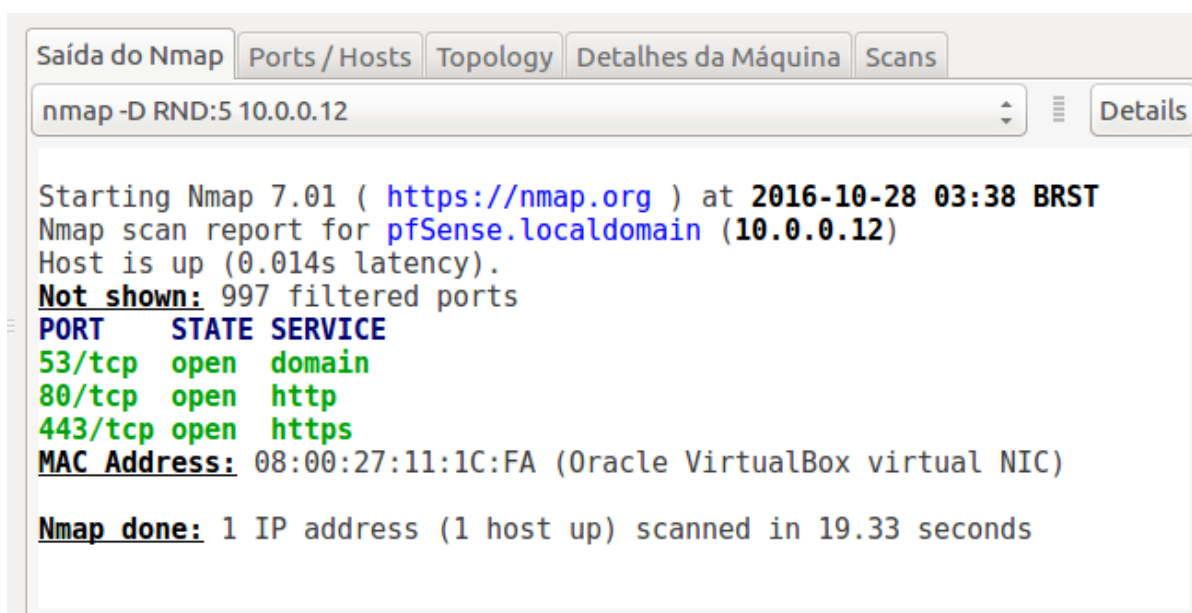 Saída do Nmap Ports / Hosts Topology Detalhes da Máquina Scans
nmap -D RND:5 10.0.0.12 Details
Starting Nmap 7.01 ( https://nmap.org ) at 2016-10-28 03:38 BRST
Nmap scan report for pfSense.localdomain (10.0.0.12)
Host is up (0.014s latency).
Not shown: 997 filtered ports
PORT    STATE SERVICE
53/tcp  open  domain
80/tcp  open  http
443/tcp open  https
MAC Address: 08:00:27:11:1C:FA (Oracle VirtualBox virtual NIC)
Nmap done: 1 IP address (1 host up) scanned in 19.33 seconds